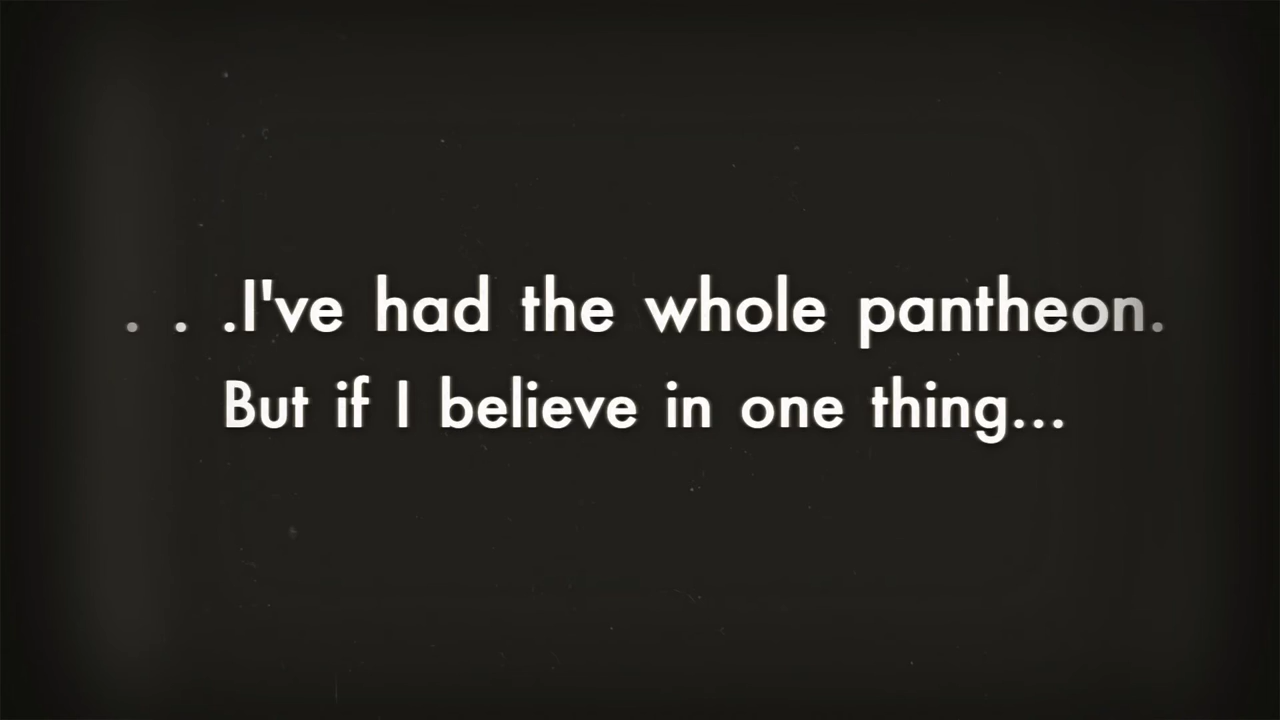 . . .I've had the whole pantheon.
But if I believe in one thing...